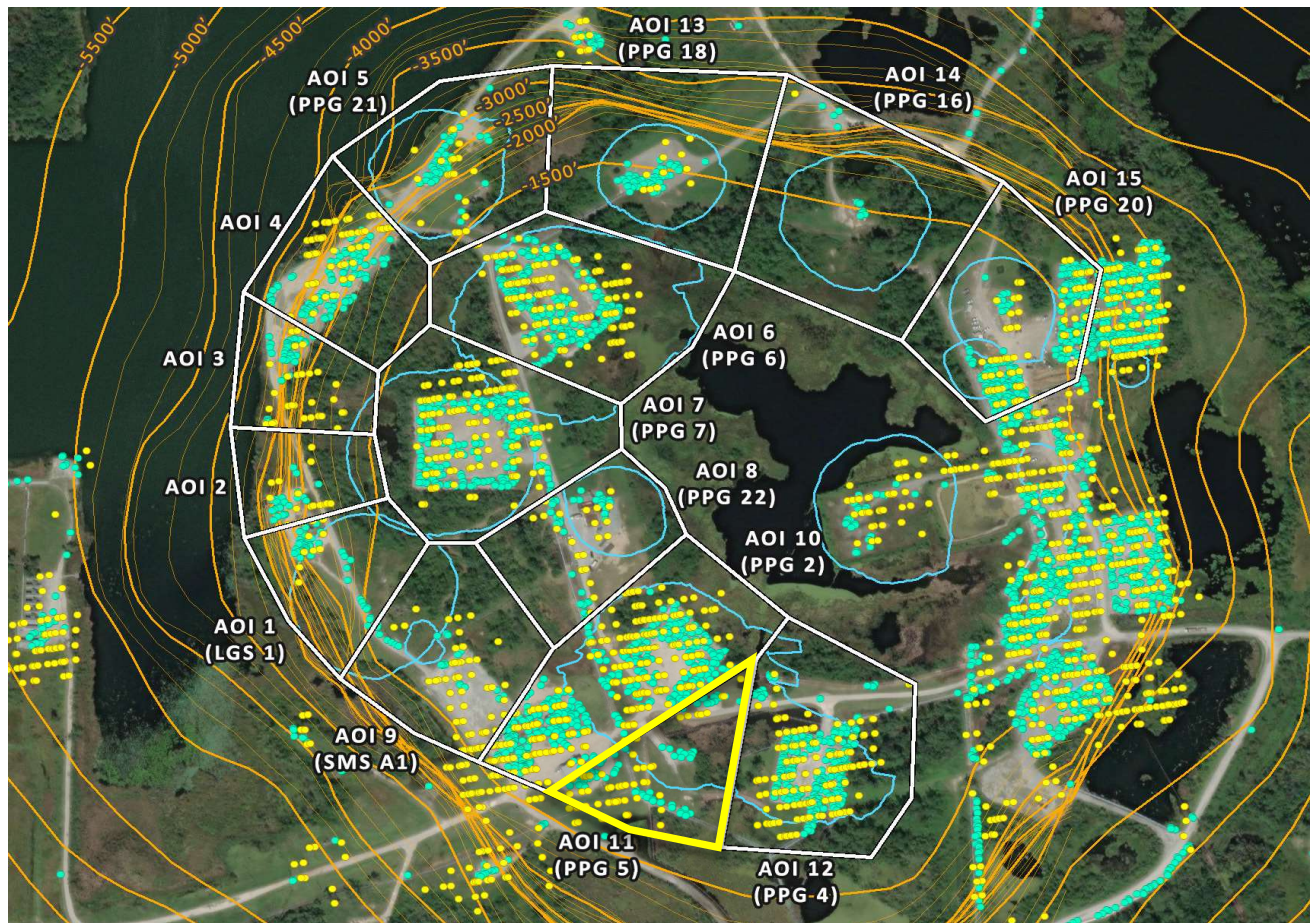 -5500'
-5000'
-4500'
-4000'
-3500'
-3000'
-2500'
-2000'
-1500'
AOI 13
(PPG 18)
AOI 14
(PPG 16)
AOI 5
(PPG 21)
AOI 15
(PPG 20)
AOI 4
AOI 3
AOI 6
(PPG 6)
AOI 7
(PPG 7)
AOI 2
AOI 8
(PPG 22)
AOI 10
(PPG 2)
AOI 1
(LGS 1)
AOI 9
(SMS A1)
AOI 11
(PPG 5)
AOI 12
(PPG 4)